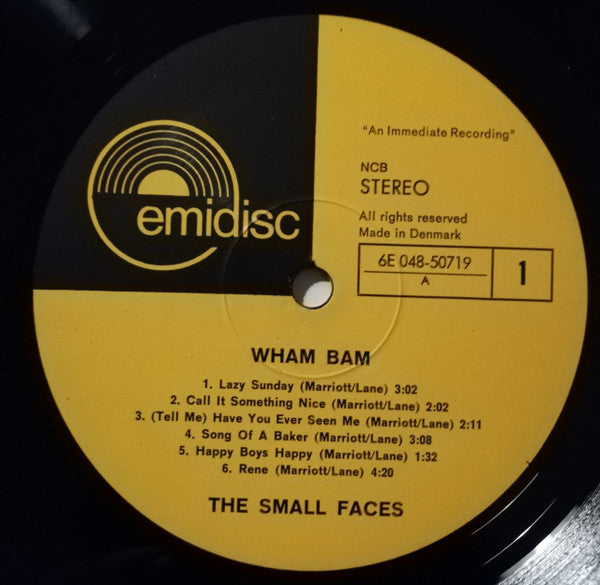 emidisc
"An Immediate Recording"
NCB
STEREO
All rights reserved
Made in Denmark
6E 048-50719
A
1
WHAM BAM
1. Lazy Sunday (Marriott/Lane) 3:02
2. Call It Something Nice (Marriott/Lane) 2:02
3. (Tell Me) Have You Ever Seen Me (Marriott/Lane) 2:11
4. Song Of A Baker (Marriott/Lane) 3:08
5. Happy Boys Happy (Marriott/Lane) 1:32
6. Rene (Marriott/Lane) 4:20
THE SMALL FACES